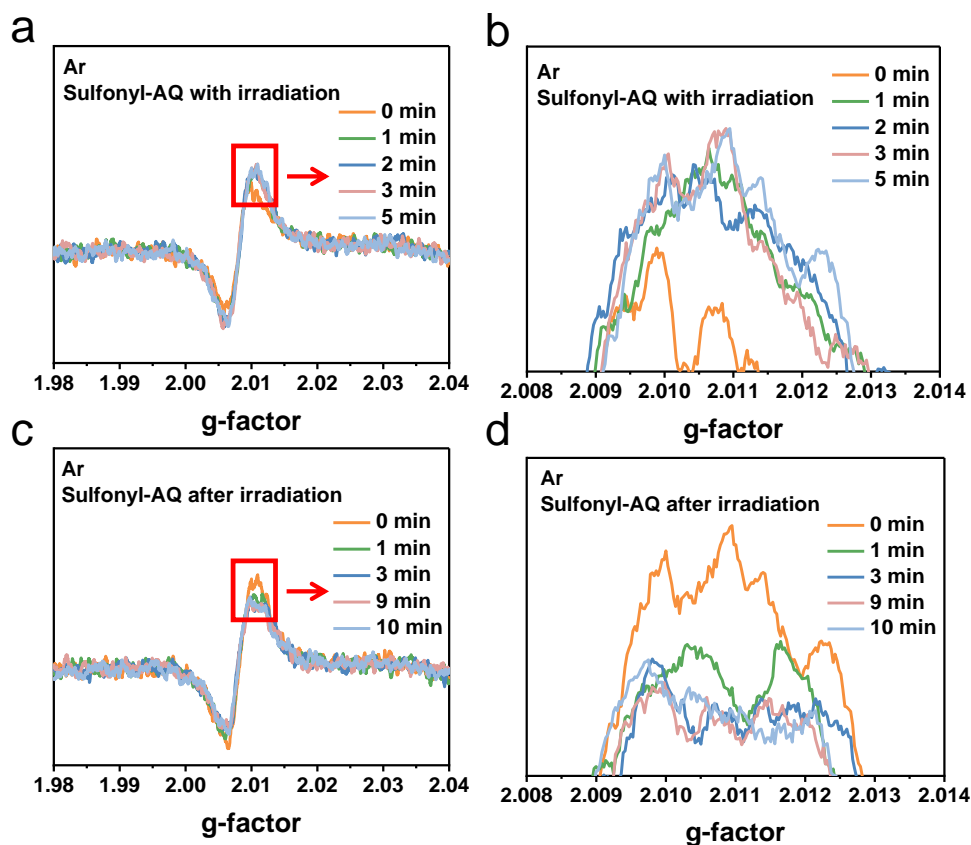 a
Ar
Sulfonyl-AQ with irradiation
0 min
1 min
2 min
3 min
5 min
1.98 1.99 2.00 2.01 2.02 2.03 2.04
g-factor
b
Ar
Sulfonyl-AQ with irradiation
0 min
1 min
2 min
3 min
5 min
2.008 2.009 2.010 2.011 2.012 2.013 2.014
g-factor
c
Ar
Sulfonyl-AQ after irradiation
0 min
1 min
3 min
9 min
10 min
1.98 1.99 2.00 2.01 2.02 2.03 2.04
g-factor
d
Ar
Sulfonyl-AQ after irradiation
0 min
1 min
3 min
9 min
10 min
2.008 2.009 2.010 2.011 2.012 2.013 2.014
g-factor